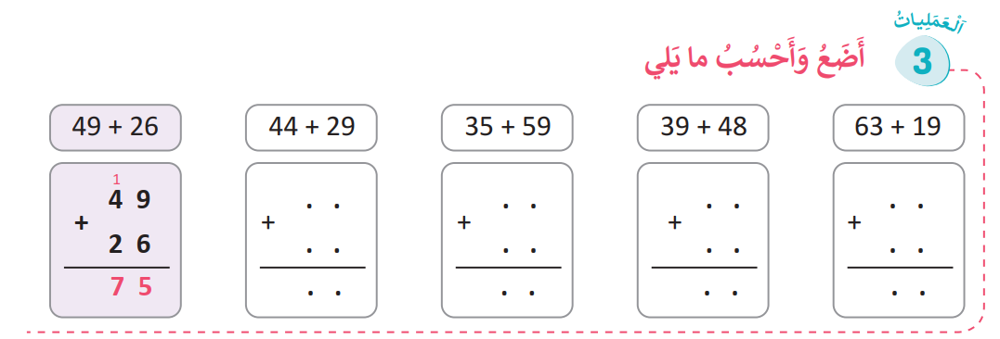 اَلْعَمَلِياتُ
3 أَضَعُ وَأَحْسُبُ ما يَلي
49 + 26 44 + 29 35 + 59 39 + 48 63 + 19
1
4 9 . . . . . . . .
+ + + + +
2 6 . . . . . . . .
7 5 . . . . . . . .